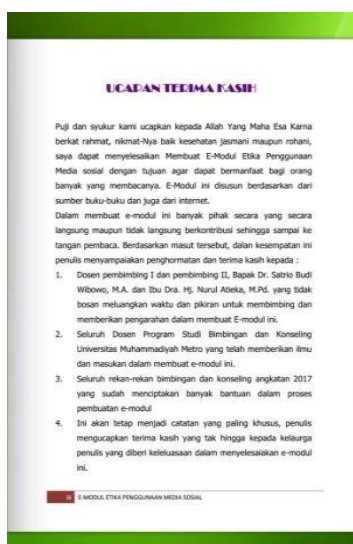 UCAPAN TERIMA KASIH
Puji dan syukur kami ucapkan kepada Allah Yang Maha Esa Karna
berkat rahmat, nikmat-Nya baik kesehatan jasmani maupun rohani,
saya dapat menyelesaikan Membuat E-Modul Etika Penggunaan
Media sosial dengan tujuan agar dapat bermanfaat bagi orang
banyak yang membacanya. E-Modul ini disusun berdasarkan dari
sumber buku-buku dan juga dari internet.
Dalam membuat e-modul ini banyak pihak secara yang secara
langsung maupun tidak langsung berkontribusi sehingga sampai ke
tangan pembaca. Berdasarkan masut tersebut, dalam kesempatan ini
penulis menyampaiakan penghormatan dan terima kasih kepada :
1. Dosen pembimbing I dan pembimbing II, Bapak Dr. Satrio Budi
Wibowo, M.A. dan Ibu Dra. Hj. Nurul Atieka, M.Pd. yang tidak
bosan meluangkan waktu dan pikiran untuk membimbing dan
memberikan pengarahan dalam membuat E-modul ini.
2. Seluruh Dosen Program Studi Bimbingan dan Konseling
Universitas Muhammadiyah Metro yang telah memberikan ilmu
dan masukan dalam membuat e-modul ini.
3. Seluruh rekan-rekan bimbingan dan konseling angkatan 2017
yang sudah menciptakan banyak bantuan dalam proses
pembuatan e-modul
4. Ini akan tetap menjadi catatan yang paling khusus, penulis
mengucapkan terima kasih yang tak hingga kepada kelaurga
penulis yang diberi keleluasaan dalam menyelesaiakan e-modul
ini.
E-MODUL ETIKA PENGGUNAAN MEDIA SOSIAL